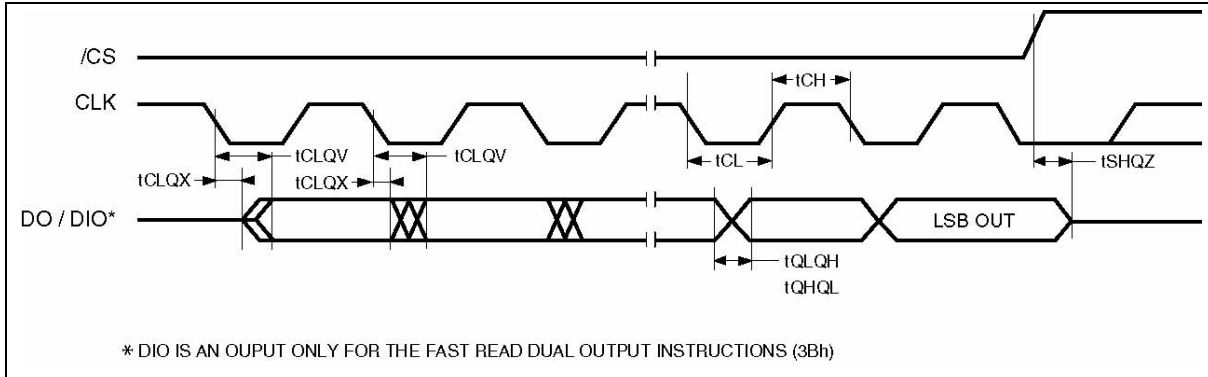 /CS
tCH
CLK
tCLQV
tCLQV
tCL
tSHQZ
tCLQX
tCLQX
DO / DIO*
LSB OUT
tQLQH
tQHQL
* DIO IS AN OUPUT ONLY FOR THE FAST READ DUAL OUTPUT INSTRUCTIONS (3Bh)